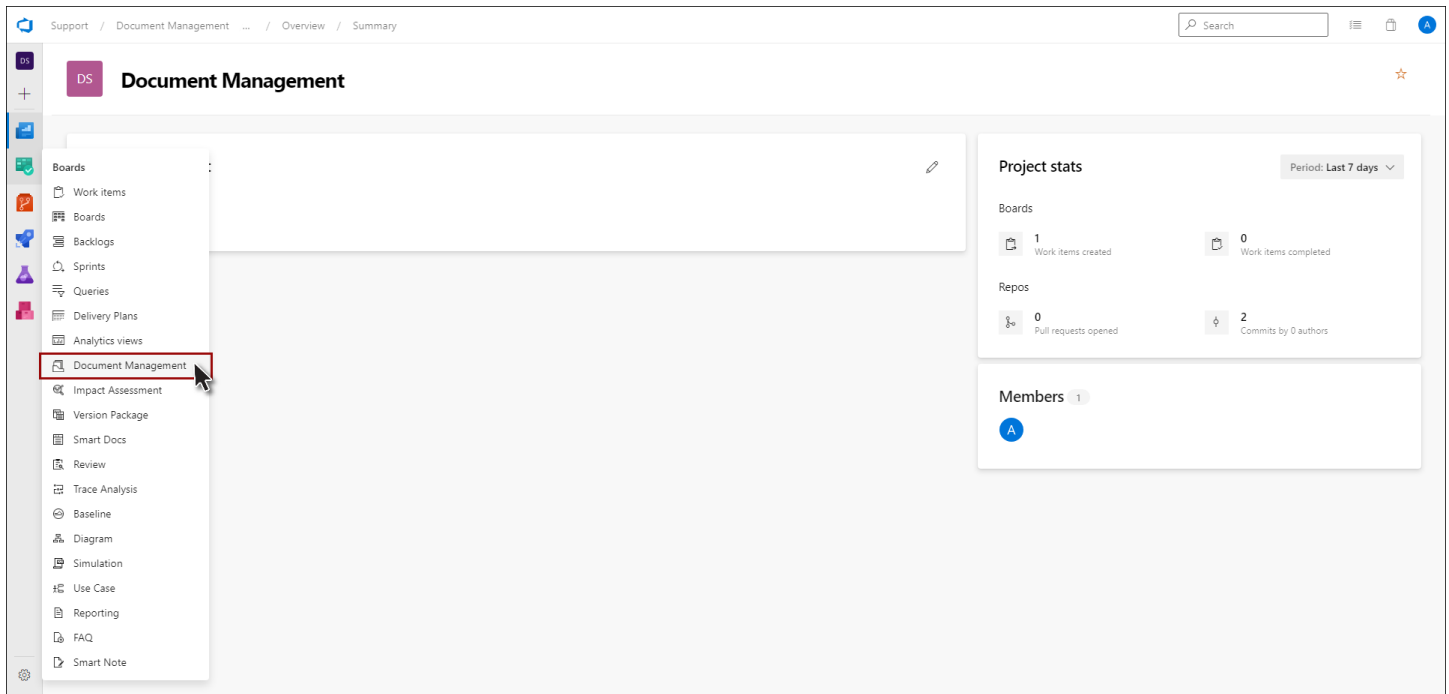 Support / Document Management ... / Overview / Summary
Search
A
DS
DS
Document Management
Boards
:
Work items
Boards
Backlogs
Sprints
Queries
Delivery Plans
Analytics views
Document Management
Impact Assessment
Version Package
Smart Docs
Review
Trace Analysis
Baseline
Diagram
Simulation
Use Case
Reporting
FAQ
Smart Note
Project stats
Period: Last 7 days
Boards
1
Work items created
0
Work items completed
Repos
0
Pull requests opened
2
Commits by 0 authors
Members 1
A